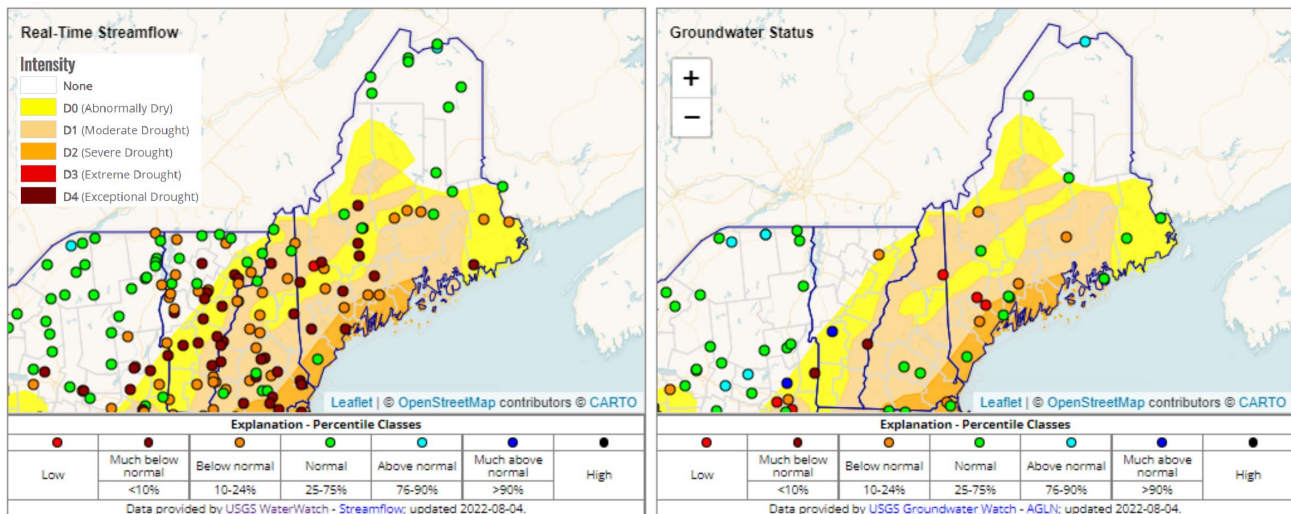 Real-Time Streamflow
Intensity
None
D0 (Abnormally Dry)
D1 (Moderate Drought)
D2 (Severe Drought)
D3 (Extreme Drought)
D4 (Exceptional Drought)
Leaflet | © OpenStreetMap contributors © CARTO
Explanation - Percentile Classes
Low
Much below normal
Below normal
Normal
Above normal
Much above normal
High
<10%
10-24%
25-75%
76-90%
>90%
Data provided by USGS WaterWatch - Streamflow; updated 2022-08-04.
Groundwater Status
+
−
Leaflet | © OpenStreetMap contributors © CARTO
Explanation - Percentile Classes
Low
Much below normal
Below normal
Normal
Above normal
Much above normal
High
<10%
10-24%
25-75%
76-90%
>90%
Data provided by USGS Groundwater Watch - AGLN; updated 2022-08-04.